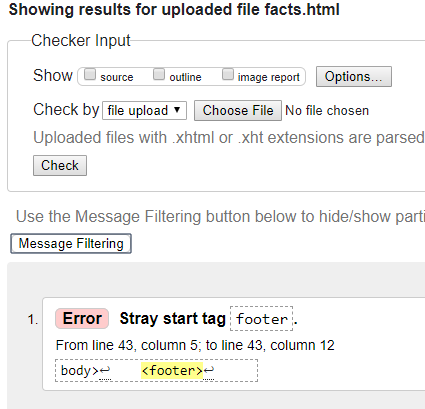 Showing results for uploaded file facts.html
Checker Input
Show source outline image report Options...
Check by file upload Choose File No file chosen
Uploaded files with .xhtml or .xht extensions are parsed
Check
Use the Message Filtering button below to hide/show parti
Message Filtering
1. Error Stray start tag footer.
From line 43, column 5; to line 43, column 12
body>↩ <footer>↩